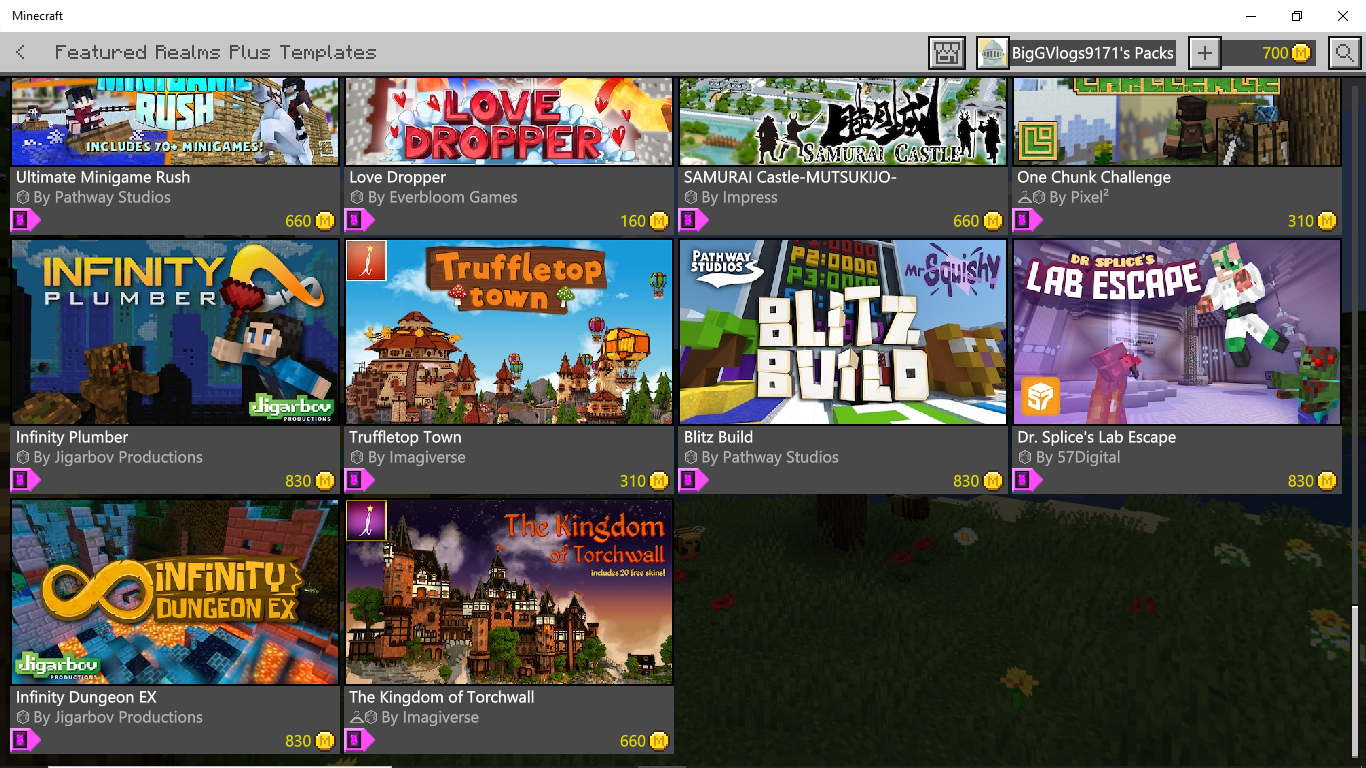 Minecraft
Featured Realms Plus Templates
BigGVlogs9171's Packs
700
MINIGAME
RUSH
INCLUDES 70+ MINIGAMES!
LOVE
DROPPER
SAMURAI CASTLE
CHALLENGE
Ultimate Minigame Rush
By Pathway Studios
660
Love Dropper
By Everbloom Games
160
SAMURAI Castle-MUTSUKIJO-
By Impress
660
One Chunk Challenge
By Pixel²
310
INFINITY
PLUMBER
Jigarbov
PRODUCTIONS
Truffletop
town
PATHWAY
STUDIOS
Mr Squishy
P2:0000
P3:0000
BLITZ
BUILD
DR SPLICE'S
LAB ESCAPE
S7
Infinity Plumber
By Jigarbov Productions
830
Truffletop Town
By Imagiverse
310
Blitz Build
By Pathway Studios
830
Dr. Splice's Lab Escape
By 57Digital
830
INFINITY
DUNGEON EX
Jigarbov
PRODUCTIONS
The Kingdom
of Torchwall
includes 20 free skins!
Infinity Dungeon EX
By Jigarbov Productions
830
The Kingdom of Torchwall
By Imagiverse
660